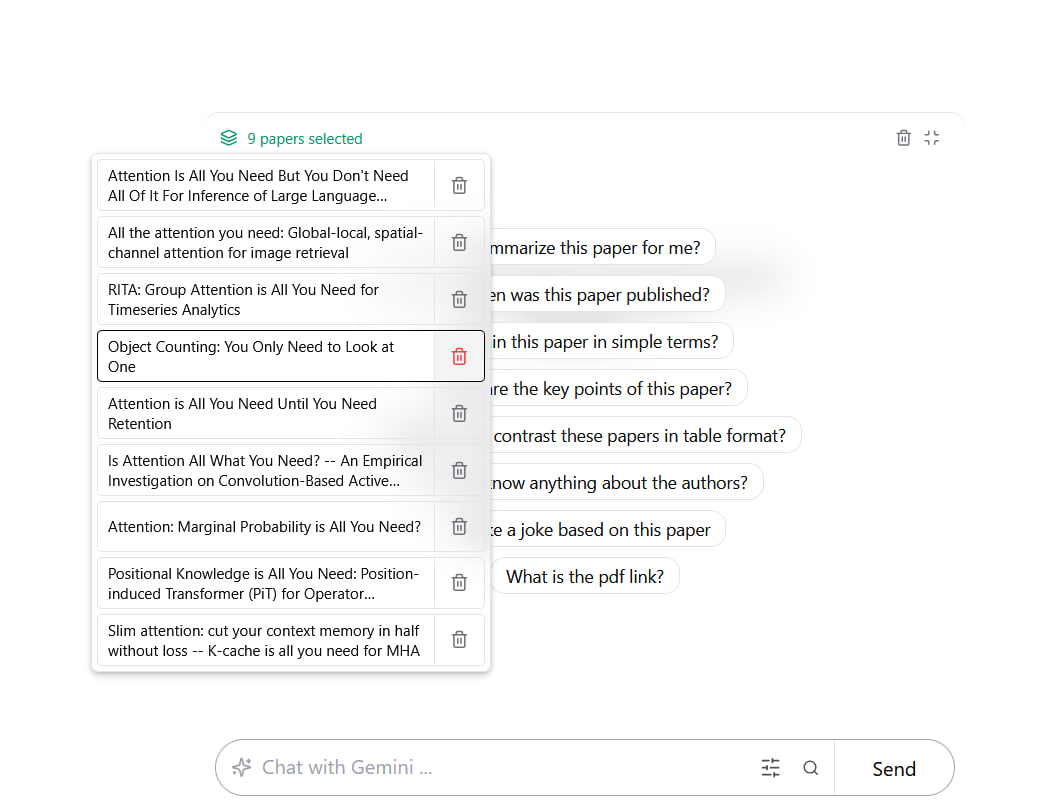 9 papers selected
Attention Is All You Need But You Don't Need
All Of It For Inference of Large Language...
All the attention you need: Global-local, spatial-
channel attention for image retrieval
RITA: Group Attention is All You Need for
Timeseries Analytics
Object Counting: You Only Need to Look at
One
Attention is All You Need Until You Need
Retention
Is Attention All What You Need? -- An Empirical
Investigation on Convolution-Based Active...
Attention: Marginal Probability is All You Need?
Positional Knowledge is All You Need: Position-
induced Transformer (PiT) for Operator...
Slim attention: cut your context memory in half
without loss -- K-cache is all you need for MHA
this paper for me?
was this paper published?
this paper in simple terms?
the key points of this paper?
contrast these papers in table format?
anything about the authors?
a joke based on this paper
What is the pdf link?
Chat with Gemini ...
Send